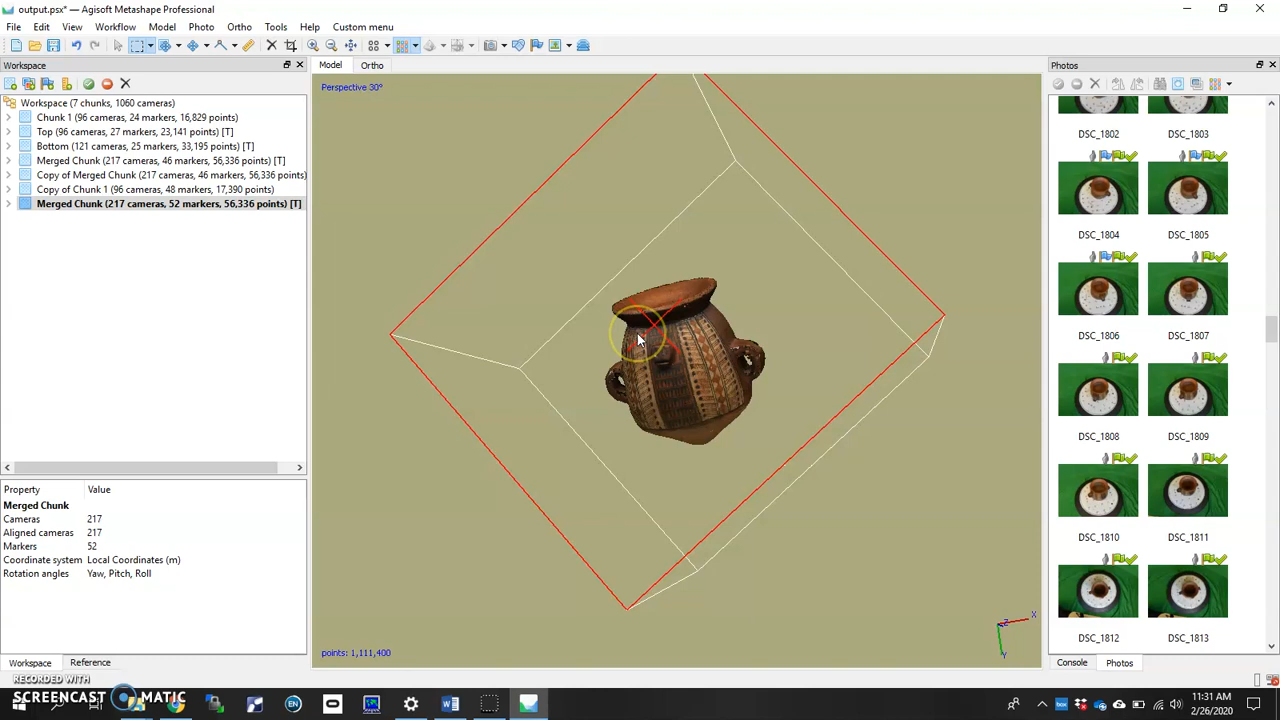 output.psx* — Agisoft Metashape Professional
File Edit View Workflow Model Photo Ortho Tools Help Custom menu
Workspace
Model Ortho
Photos
Workspace (7 chunks, 1060 cameras)
Chunk 1 (96 cameras, 24 markers, 16,829 points)
Top (96 cameras, 27 markers, 23,141 points) [T]
Bottom (121 cameras, 25 markers, 33,195 points) [T]
Merged Chunk (217 cameras, 46 markers, 56,336 points) [T]
Copy of Merged Chunk (217 cameras, 46 markers, 56,336 points)
Copy of Chunk 1 (96 cameras, 48 markers, 17,390 points)
Merged Chunk (217 cameras, 52 markers, 56,336 points) [T]
Perspective 30°
DSC_1802 DSC_1803
DSC_1804 DSC_1805
DSC_1806 DSC_1807
DSC_1808 DSC_1809
DSC_1810 DSC_1811
DSC_1812 DSC_1813
Property Value
Merged Chunk
Cameras 217
Aligned cameras 217
Markers 52
Coordinate system Local Coordinates (m)
Rotation angles Yaw, Pitch, Roll
points: 1,111,400
X
Z
Y
Workspace Reference
Console Photos
RECORDED WITH
SCREENCAST MATIC
EN
11:31 AM
2/26/2020